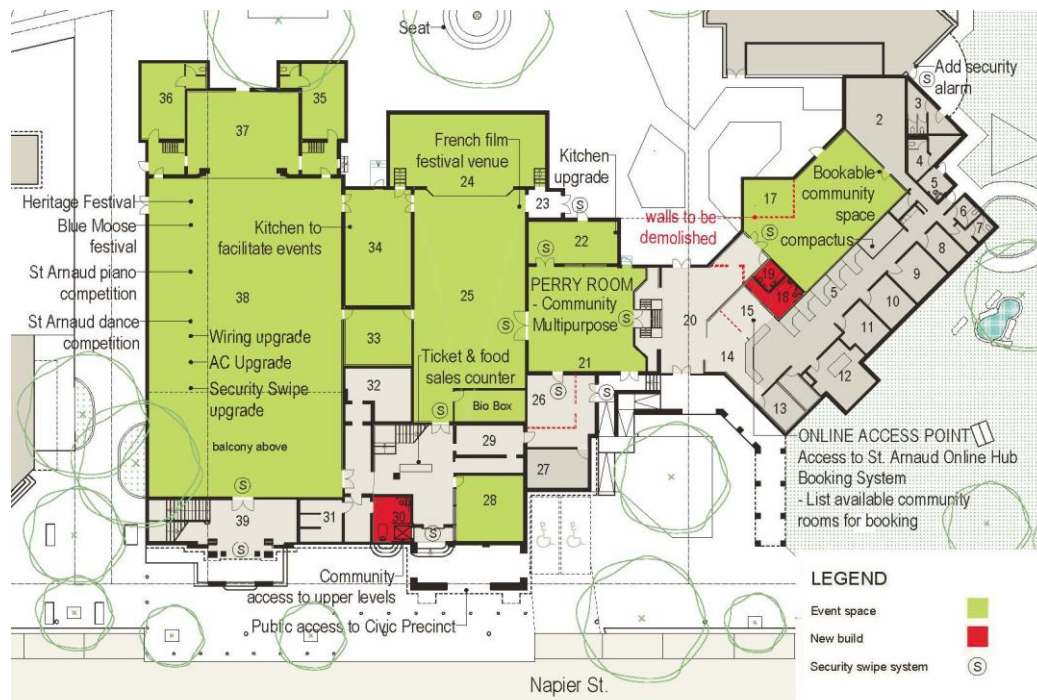 Seat
Add security
alarm
36
35
37
French film
festival venue
24
Kitchen
upgrade
2
3
4
5
Bookable
community
space
compactus
17
walls to be
demolished
23
S
S
S
S
Heritage Festival
Blue Moose
festival
St Arnaud piano
competition
St Arnaud dance
competition
38
Wiring upgrade
AC Upgrade
Security Swipe
upgrade
balcony above
Kitchen to
facilitate events
34
33
32
25
22
PERRY ROOM
- Community
Multipurpose
21
S
S
S
20
19
18
15
14
13
12
11
10
9
8
7
6
5
Ticket & food
sales counter
Bio Box
S
26
S
S
27
28
29
30
31
39
S
S
S
Community
access to upper levels
Public access to Civic Precinct
ONLINE ACCESS POINT
Access to St. Arnaud Online Hub
Booking System
- List available community
rooms for booking
LEGEND
Event space
New build
Security swipe system S
Napier St.